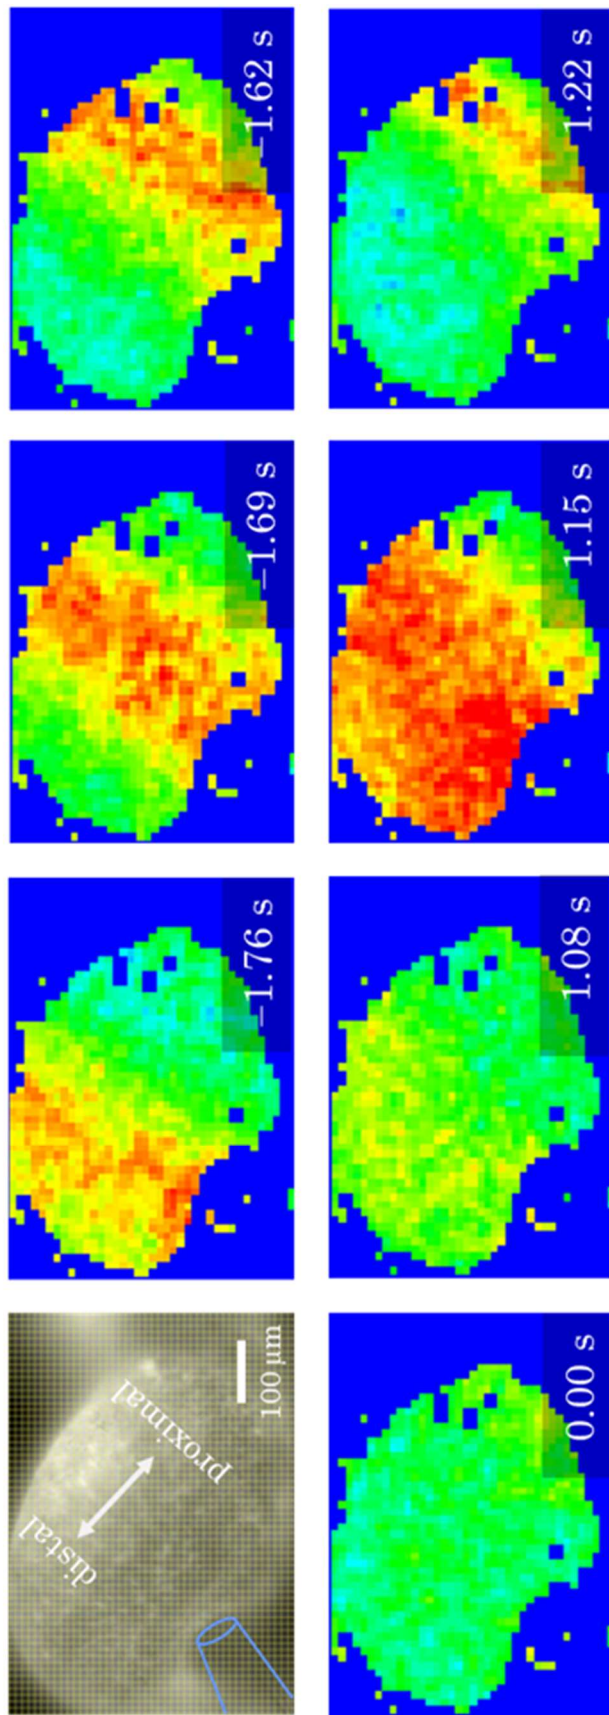 distal
proximal
100 µm
−1.76 s
−1.69 s
−1.62 s
0.00 s
1.08 s
1.15 s
1.22 s